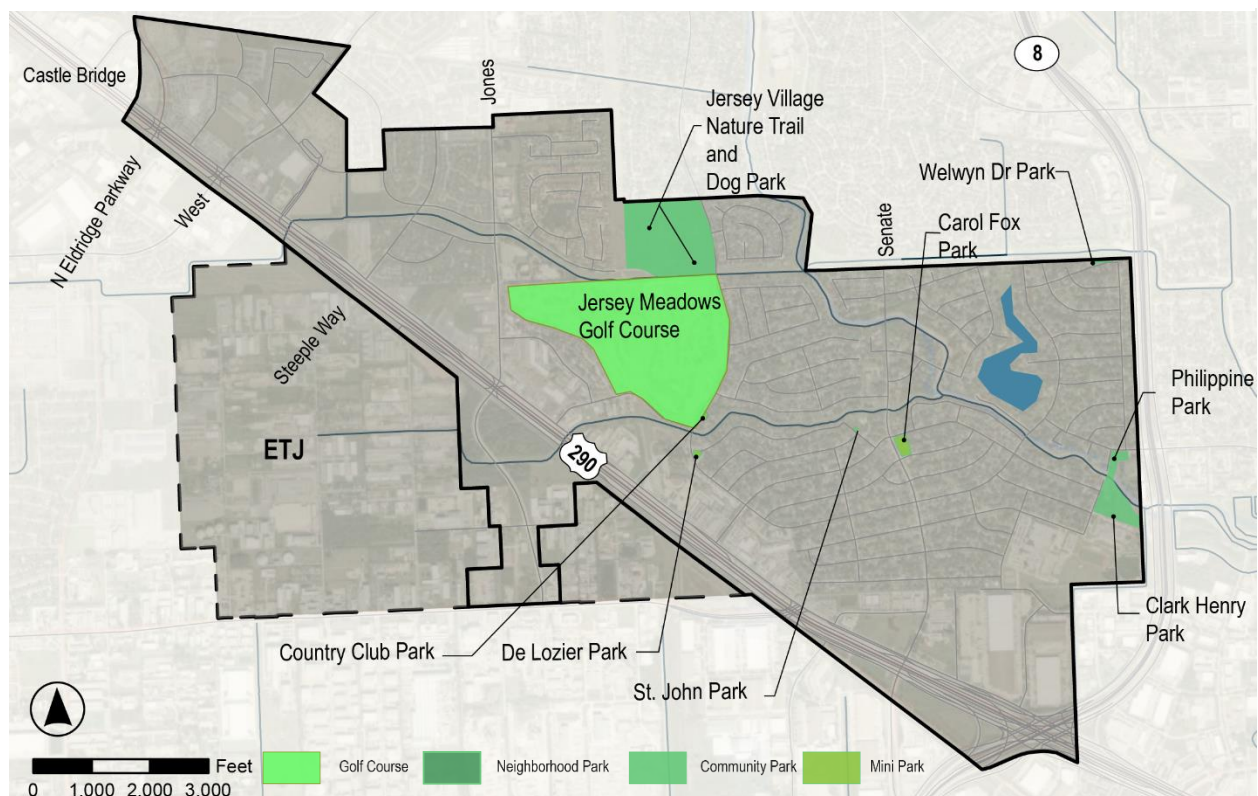 Castle Bridge
N Eldridge Parkway
West
Steeple Way
Jones
Jersey Village
Nature Trail
and
Dog Park
8
Welwyn Dr Park
Senate
Carol Fox
Park
Jersey Meadows
Golf Course
Philippine
Park
ETJ
290
Clark Henry
Park
Country Club Park
De Lozier Park
St. John Park
Feet
0
1,000
2,000
3,000
Golf Course
Neighborhood Park
Community Park
Mini Park